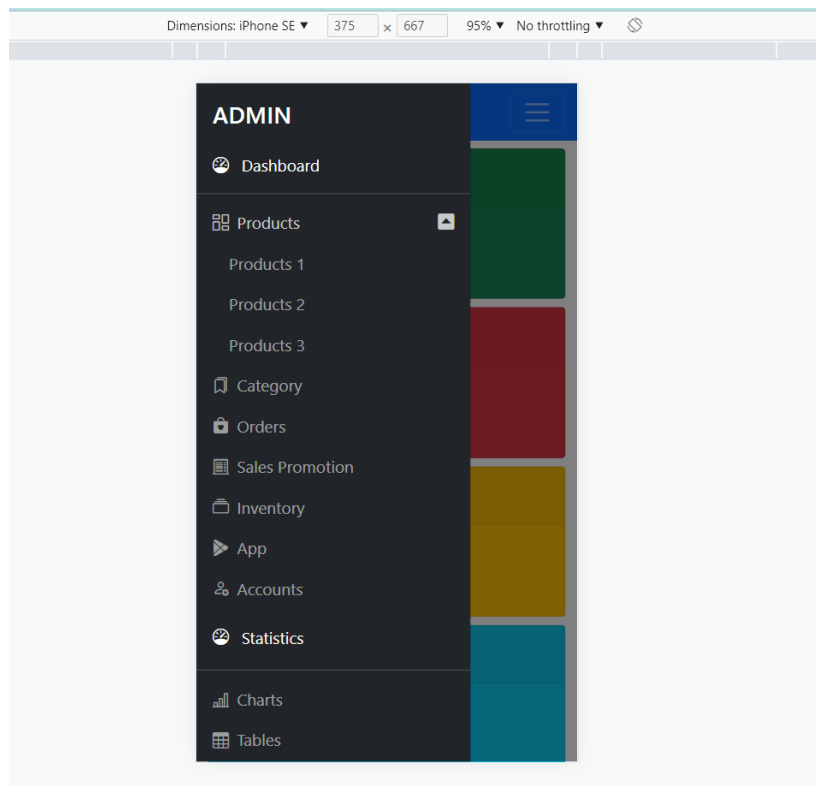 Dimensions: iPhone SE ▼ 375 × 667 95% ▼ No throttling ▼
ADMIN
Dashboard
Products
Products 1
Products 2
Products 3
Category
Orders
Sales Promotion
Inventory
App
Accounts
Statistics
Charts
Tables